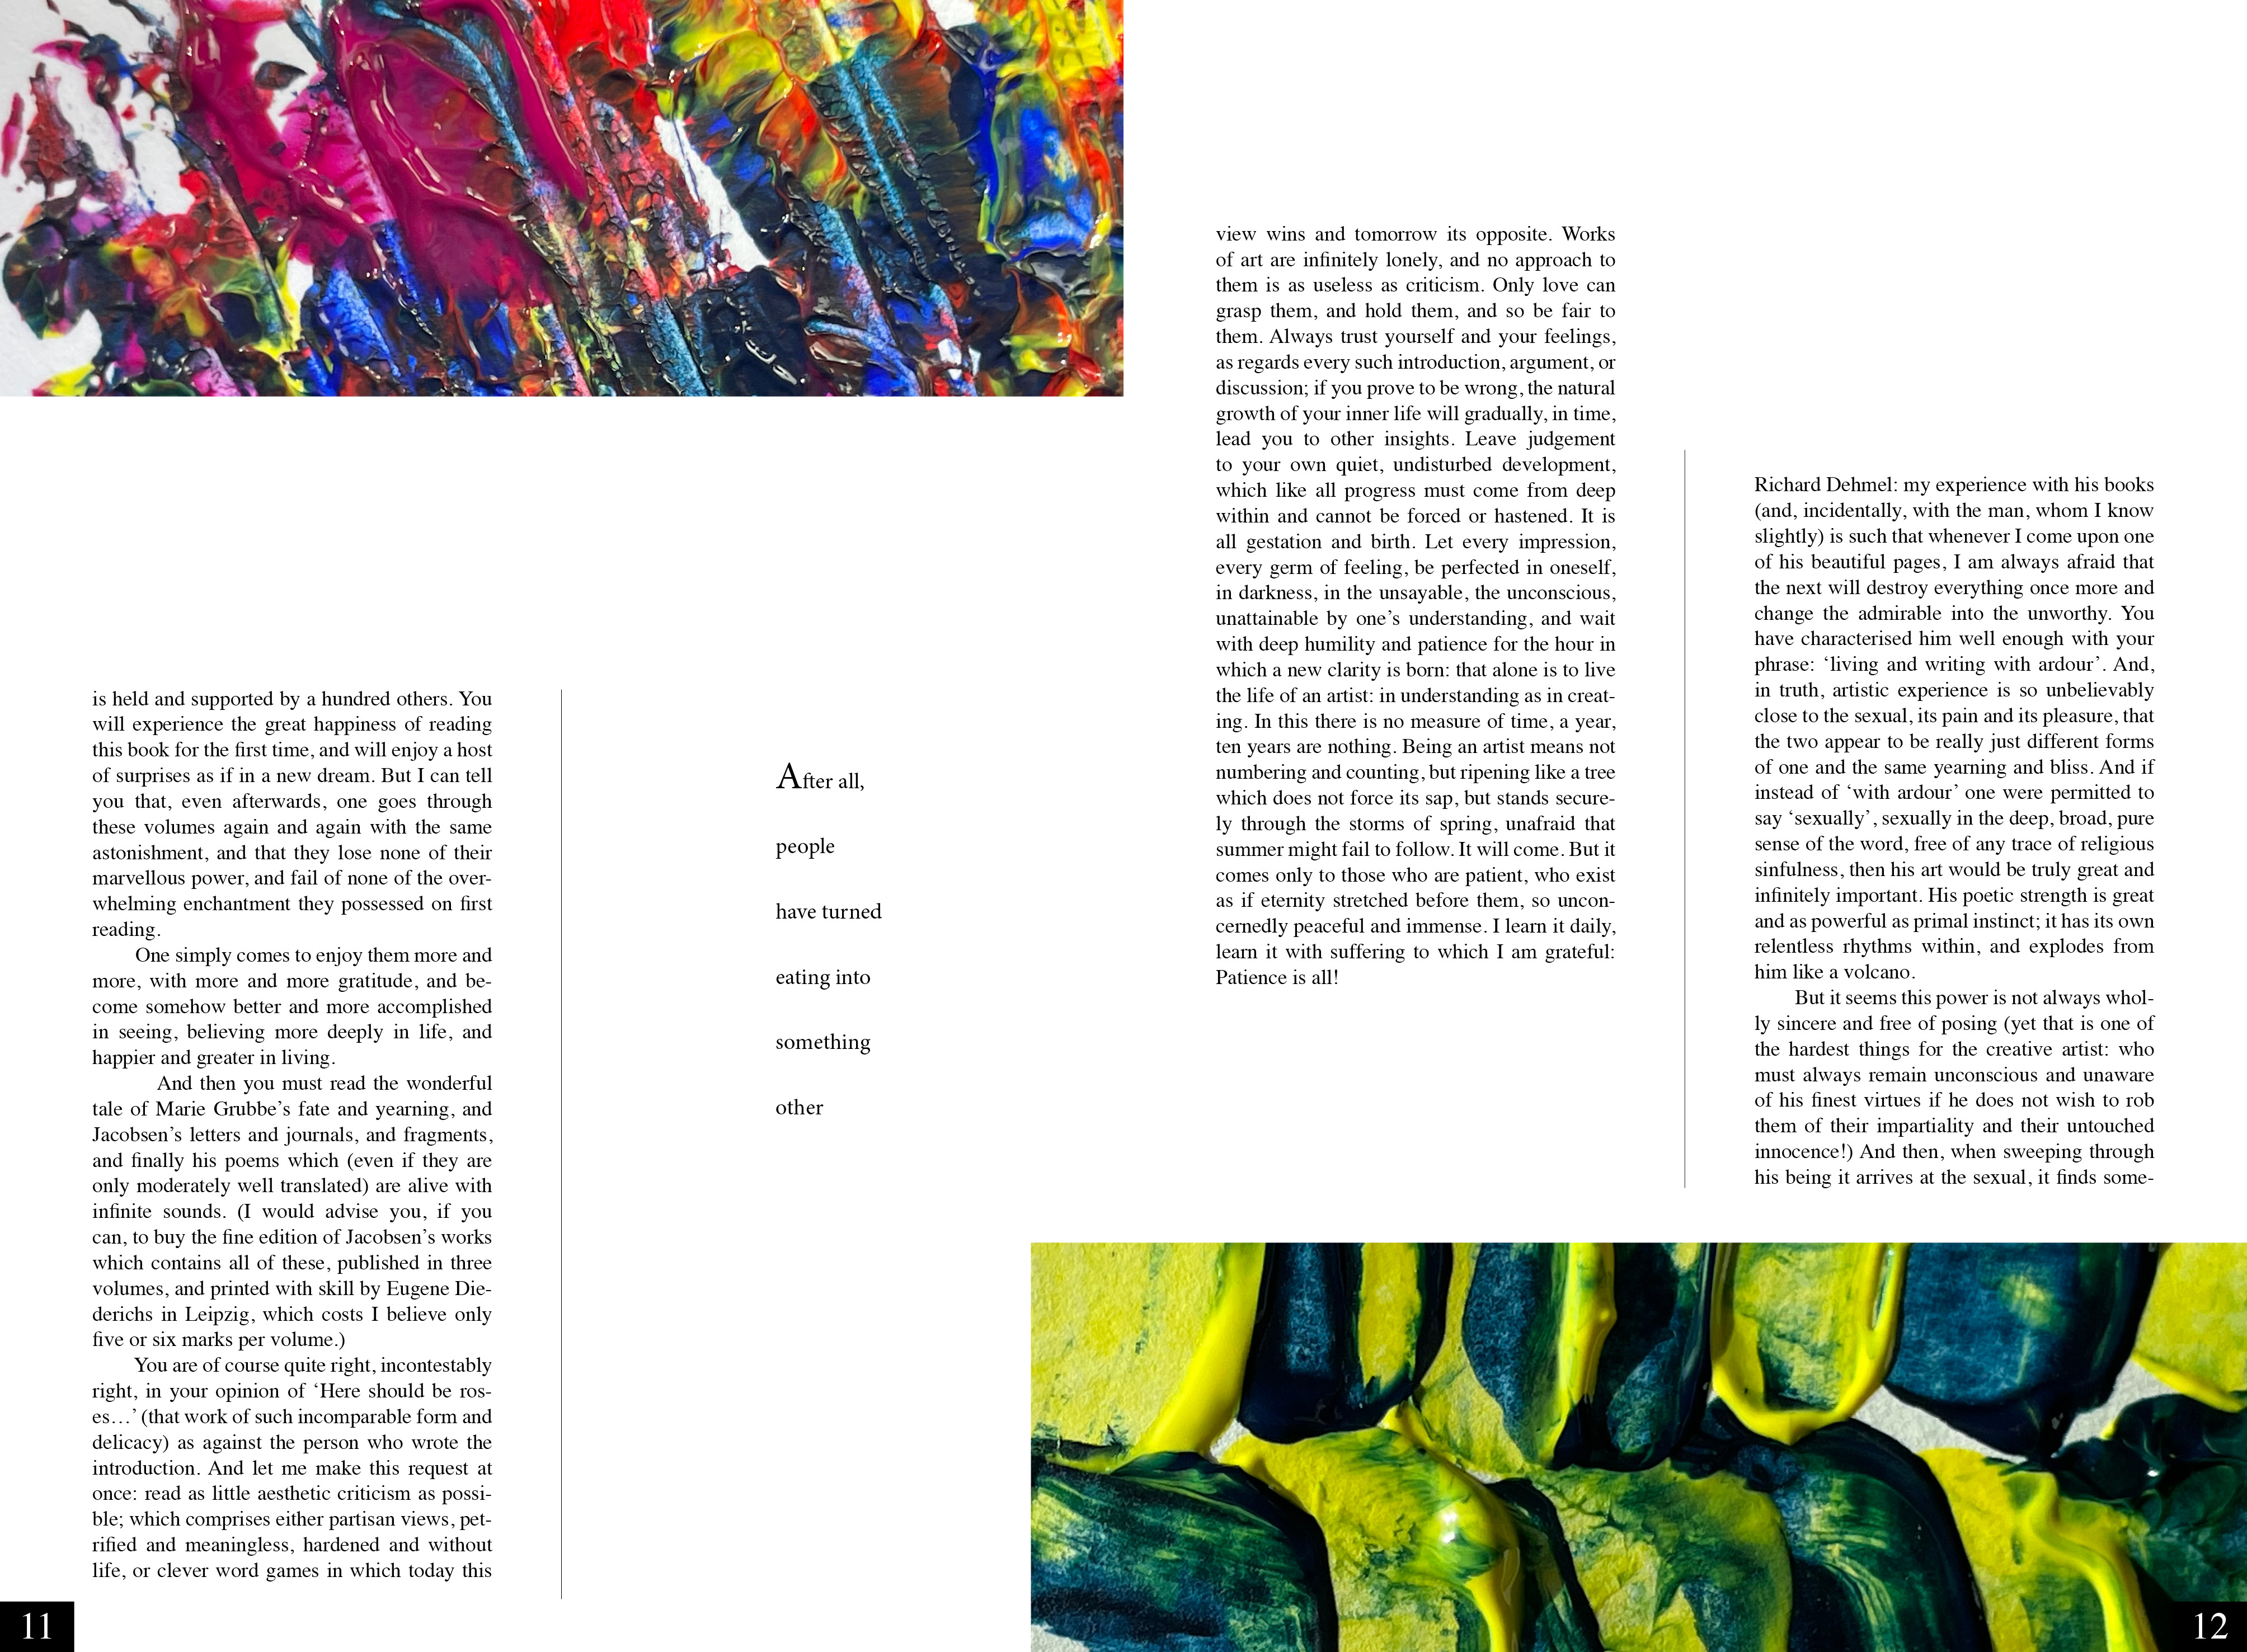 is held and supported by a hundred others. You
will experience the great happiness of reading
this book for the first time, and will enjoy a host
of surprises as if in a new dream. But I can tell
you that, even afterwards, one goes through
these volumes again and again with the same
astonishment, and that they lose none of their
marvellous power, and fail of none of the over-
whelming enchantment they possessed on first
reading.
One simply comes to enjoy them more and
more, with more and more gratitude, and be-
come somehow better and more accomplished
in seeing, believing more deeply in life, and
happier and greater in living.
And then you must read the wonderful
tale of Marie Grubbe’s fate and yearning, and
Jacobsen’s letters and journals, and fragments,
and finally his poems which (even if they are
only moderately well translated) are alive with
infinite sounds. (I would advise you, if you
can, to buy the fine edition of Jacobsen’s works
which contains all of these, published in three
volumes, and printed with skill by Eugene Die-
derichs in Leipzig, which costs I believe only
five or six marks per volume.)
You are of course quite right, incontestably
right, in your opinion of ‘Here should be ros-
es…’ (that work of such incomparable form and
delicacy) as against the person who wrote the
introduction. And let me make this request at
once: read as little aesthetic criticism as possi-
ble; which comprises either partisan views, pet-
rified and meaningless, hardened and without
life, or clever word games in which today this
After all,
people
have turned
eating into
something
other
11
view wins and tomorrow its opposite. Works
of art are infinitely lonely, and no approach to
them is as useless as criticism. Only love can
grasp them, and hold them, and so be fair to
them. Always trust yourself and your feelings,
as regards every such introduction, argument, or
discussion; if you prove to be wrong, the natural
growth of your inner life will gradually, in time,
lead you to other insights. Leave judgement
to your own quiet, undisturbed development,
which like all progress must come from deep
within and cannot be forced or hastened. It is
all gestation and birth. Let every impression,
every germ of feeling, be perfected in oneself,
in darkness, in the unsayable, the unconscious,
unattainable by one’s understanding, and wait
with deep humility and patience for the hour in
which a new clarity is born: that alone is to live
the life of an artist: in understanding as in creat-
ing. In this there is no measure of time, a year,
ten years are nothing. Being an artist means not
numbering and counting, but ripening like a tree
which does not force its sap, but stands secure-
ly through the storms of spring, unafraid that
summer might fail to follow. It will come. But it
comes only to those who are patient, who exist
as if eternity stretched before them, so uncon-
cernedly peaceful and immense. I learn it daily,
learn it with suffering to which I am grateful:
Patience is all!
Richard Dehmel: my experience with his books
(and, incidentally, with the man, whom I know
slightly) is such that whenever I come upon one
of his beautiful pages, I am always afraid that
the next will destroy everything once more and
change the admirable into the unworthy. You
have characterised him well enough with your
phrase: ‘living and writing with ardour’. And,
in truth, artistic experience is so unbelievably
close to the sexual, its pain and its pleasure, that
the two appear to be really just different forms
of one and the same yearning and bliss. And if
instead of ‘with ardour’ one were permitted to
say ‘sexually’, sexually in the deep, broad, pure
sense of the word, free of any trace of religious
sinfulness, then his art would be truly great and
infinitely important. His poetic strength is great
and as powerful as primal instinct; it has its own
relentless rhythms within, and explodes from
him like a volcano.
But it seems this power is not always whol-
ly sincere and free of posing (yet that is one of
the hardest things for the creative artist: who
must always remain unconscious and unaware
of his finest virtues if he does not wish to rob
them of their impartiality and their untouched
innocence!) And then, when sweeping through
his being it arrives at the sexual, it finds some-
12